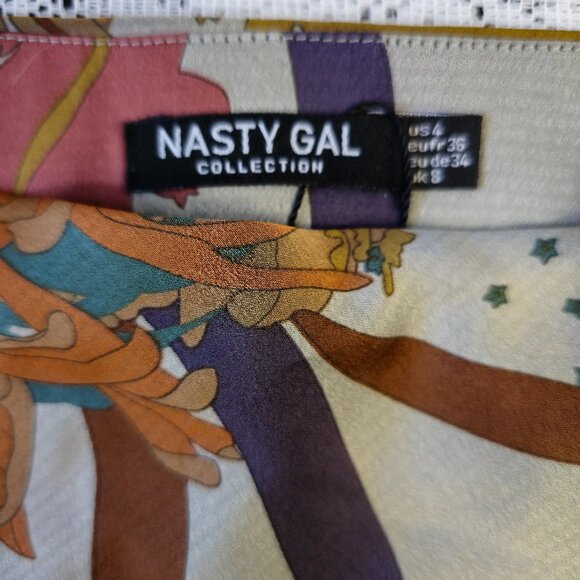 NASTY GAL
COLLECTION
us 4
eufr 36
eude 34
uk 8